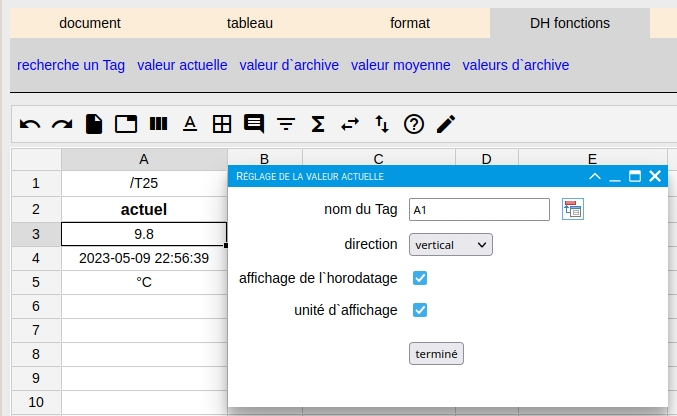 document tableau format DH fonctions
recherche un Tag valeur actuelle valeur d`archive valeur moyenne valeurs d`archive
A B C D E
RÉGLAGE DE LA VALEUR ACTUELLE
1 /T25
nom du Tag A1
2 actuel
3 9.8
direction vertical
4 2023-05-09 22:56:39
affichage de l`horodatage
5 °C
6
unité d`affichage
7
8
terminé
9
10